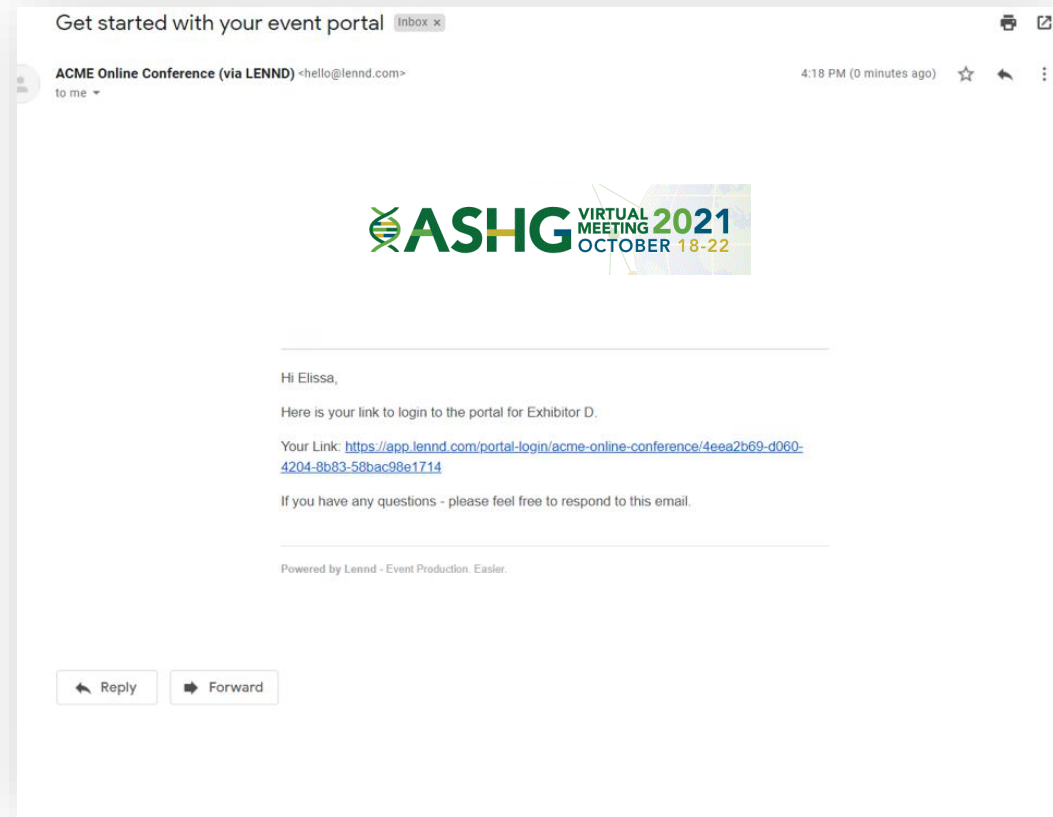 Get started with your event portal Inbox x
ACME Online Conference (via LENND) <hello@lennd.com> 4:18 PM (0 minutes ago)
to me
ASHG VIRTUAL MEETING 2021
OCTOBER 18-22
Hi Elissa,
Here is your link to login to the portal for Exhibitor D.
Your Link: https://app.lennd.com/portal-login/acme-online-conference/4eea2b69-d060-
4204-8b83-58bac98e1714
If you have any questions - please feel free to respond to this email.
Powered by Lennd - Event Production. Easier.
Reply Forward